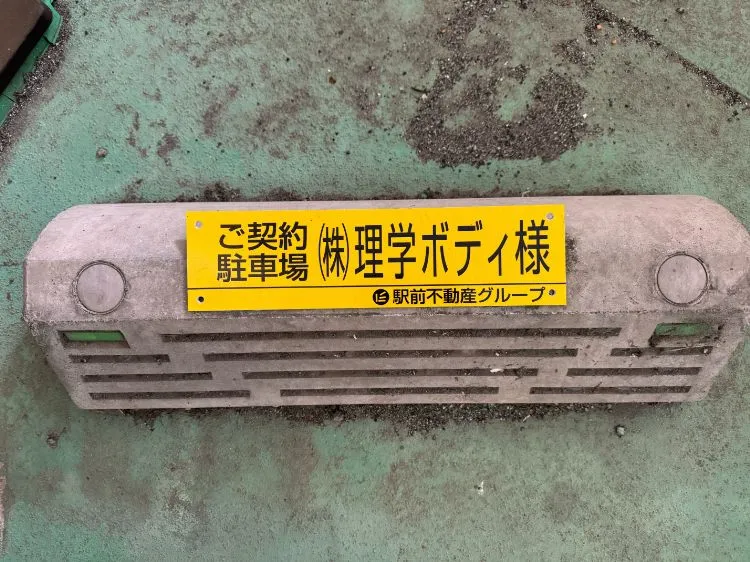 ご契約
駐車場
㈱理学ボディ様
駅前不動産グループ